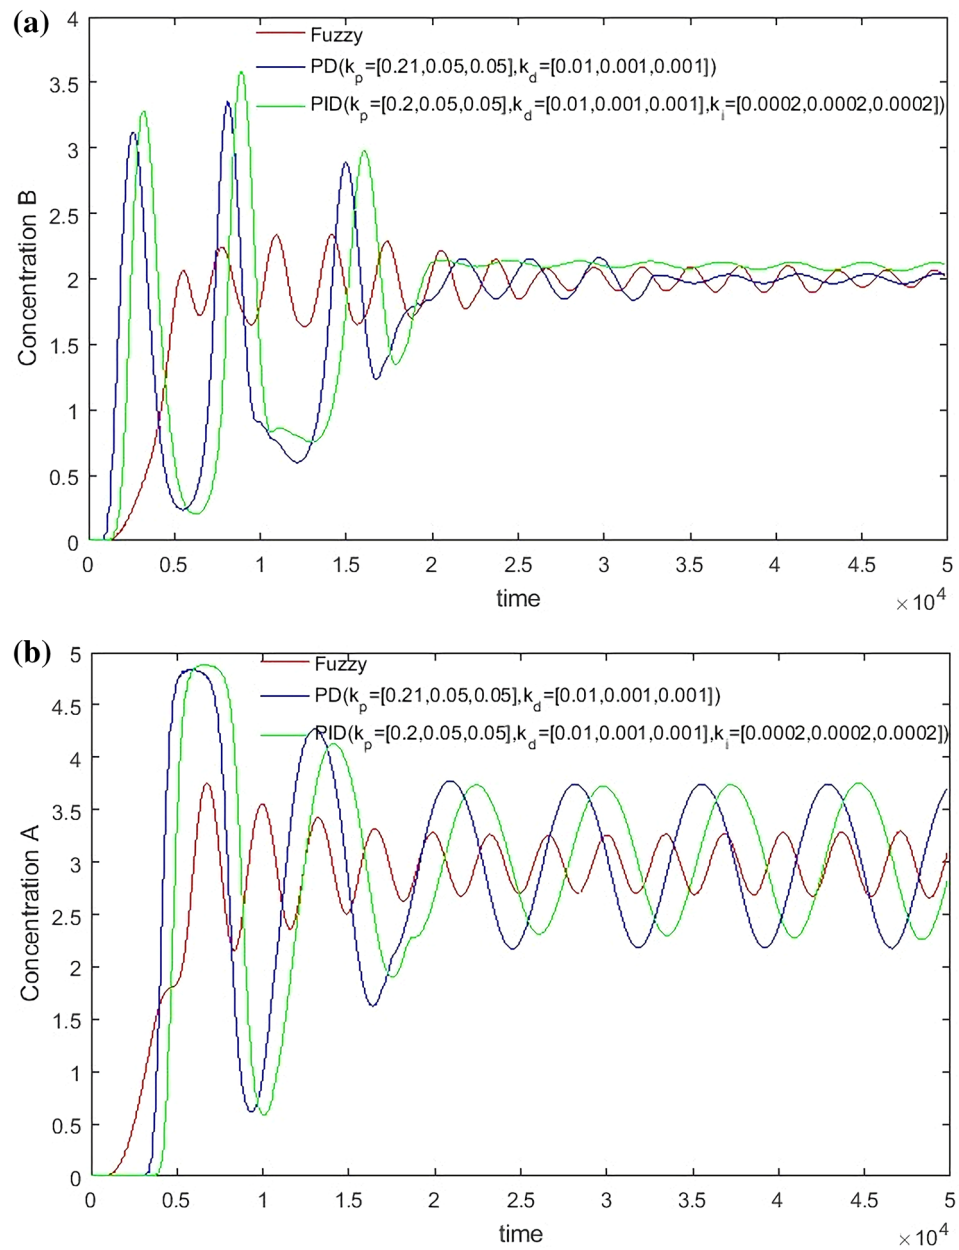 (a)
4
3.5
3
2.5
2
1.5
1
0.5
0
Concentration B
Fuzzy
PD(kp=[0.21,0.05,0.05],kd=[0.01,0.001,0.001])
PID(kp=[0.2,0.05,0.05],kd=[0.01,0.001,0.001],ki=[0.0002,0.0002,0.0002])
0 0.5 1 1.5 2 2.5 3 3.5 4 4.5 5
time
×10^4
(b)
5
4.5
4
3.5
3
2.5
2
1.5
1
0.5
0
Concentration A
Fuzzy
PD(kp=[0.21,0.05,0.05],kd=[0.01,0.001,0.001])
PID(kp=[0.2,0.05,0.05],kd=[0.01,0.001,0.001],ki=[0.0002,0.0002,0.0002])
0 0.5 1 1.5 2 2.5 3 3.5 4 4.5 5
time
×10^4